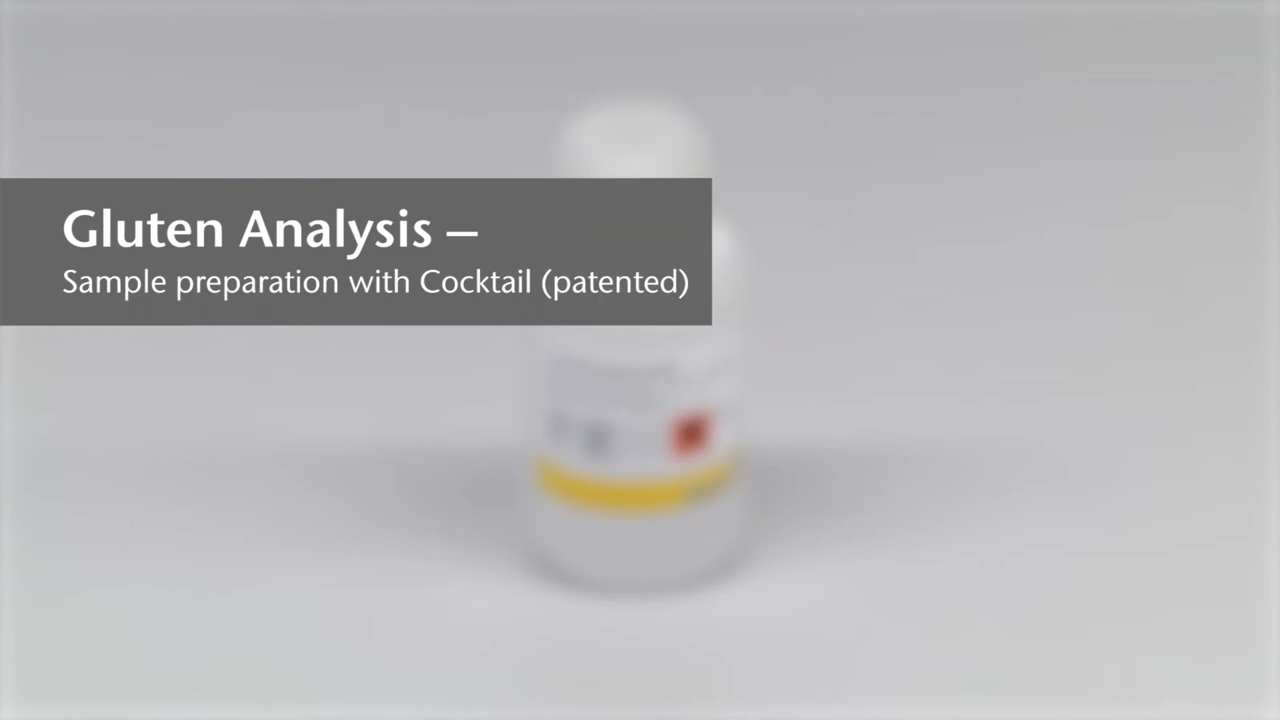 Gluten Analysis –
Sample preparation with Cocktail (patented)